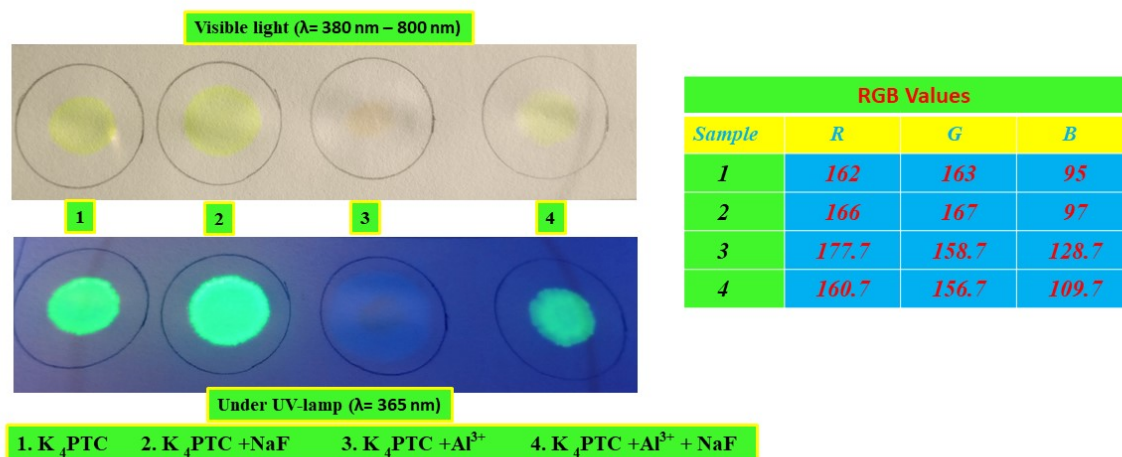 Visible light (λ= 380 nm – 800 nm)
1 2 3 4
Under UV-lamp (λ= 365 nm)
1. K₄PTC 2. K₄PTC +NaF 3. K₄PTC +Al³⁺ 4. K₄PTC +Al³⁺ + NaF
RGB Values
Sample R G B
1 162 163 95
2 166 167 97
3 177.7 158.7 128.7
4 160.7 156.7 109.7